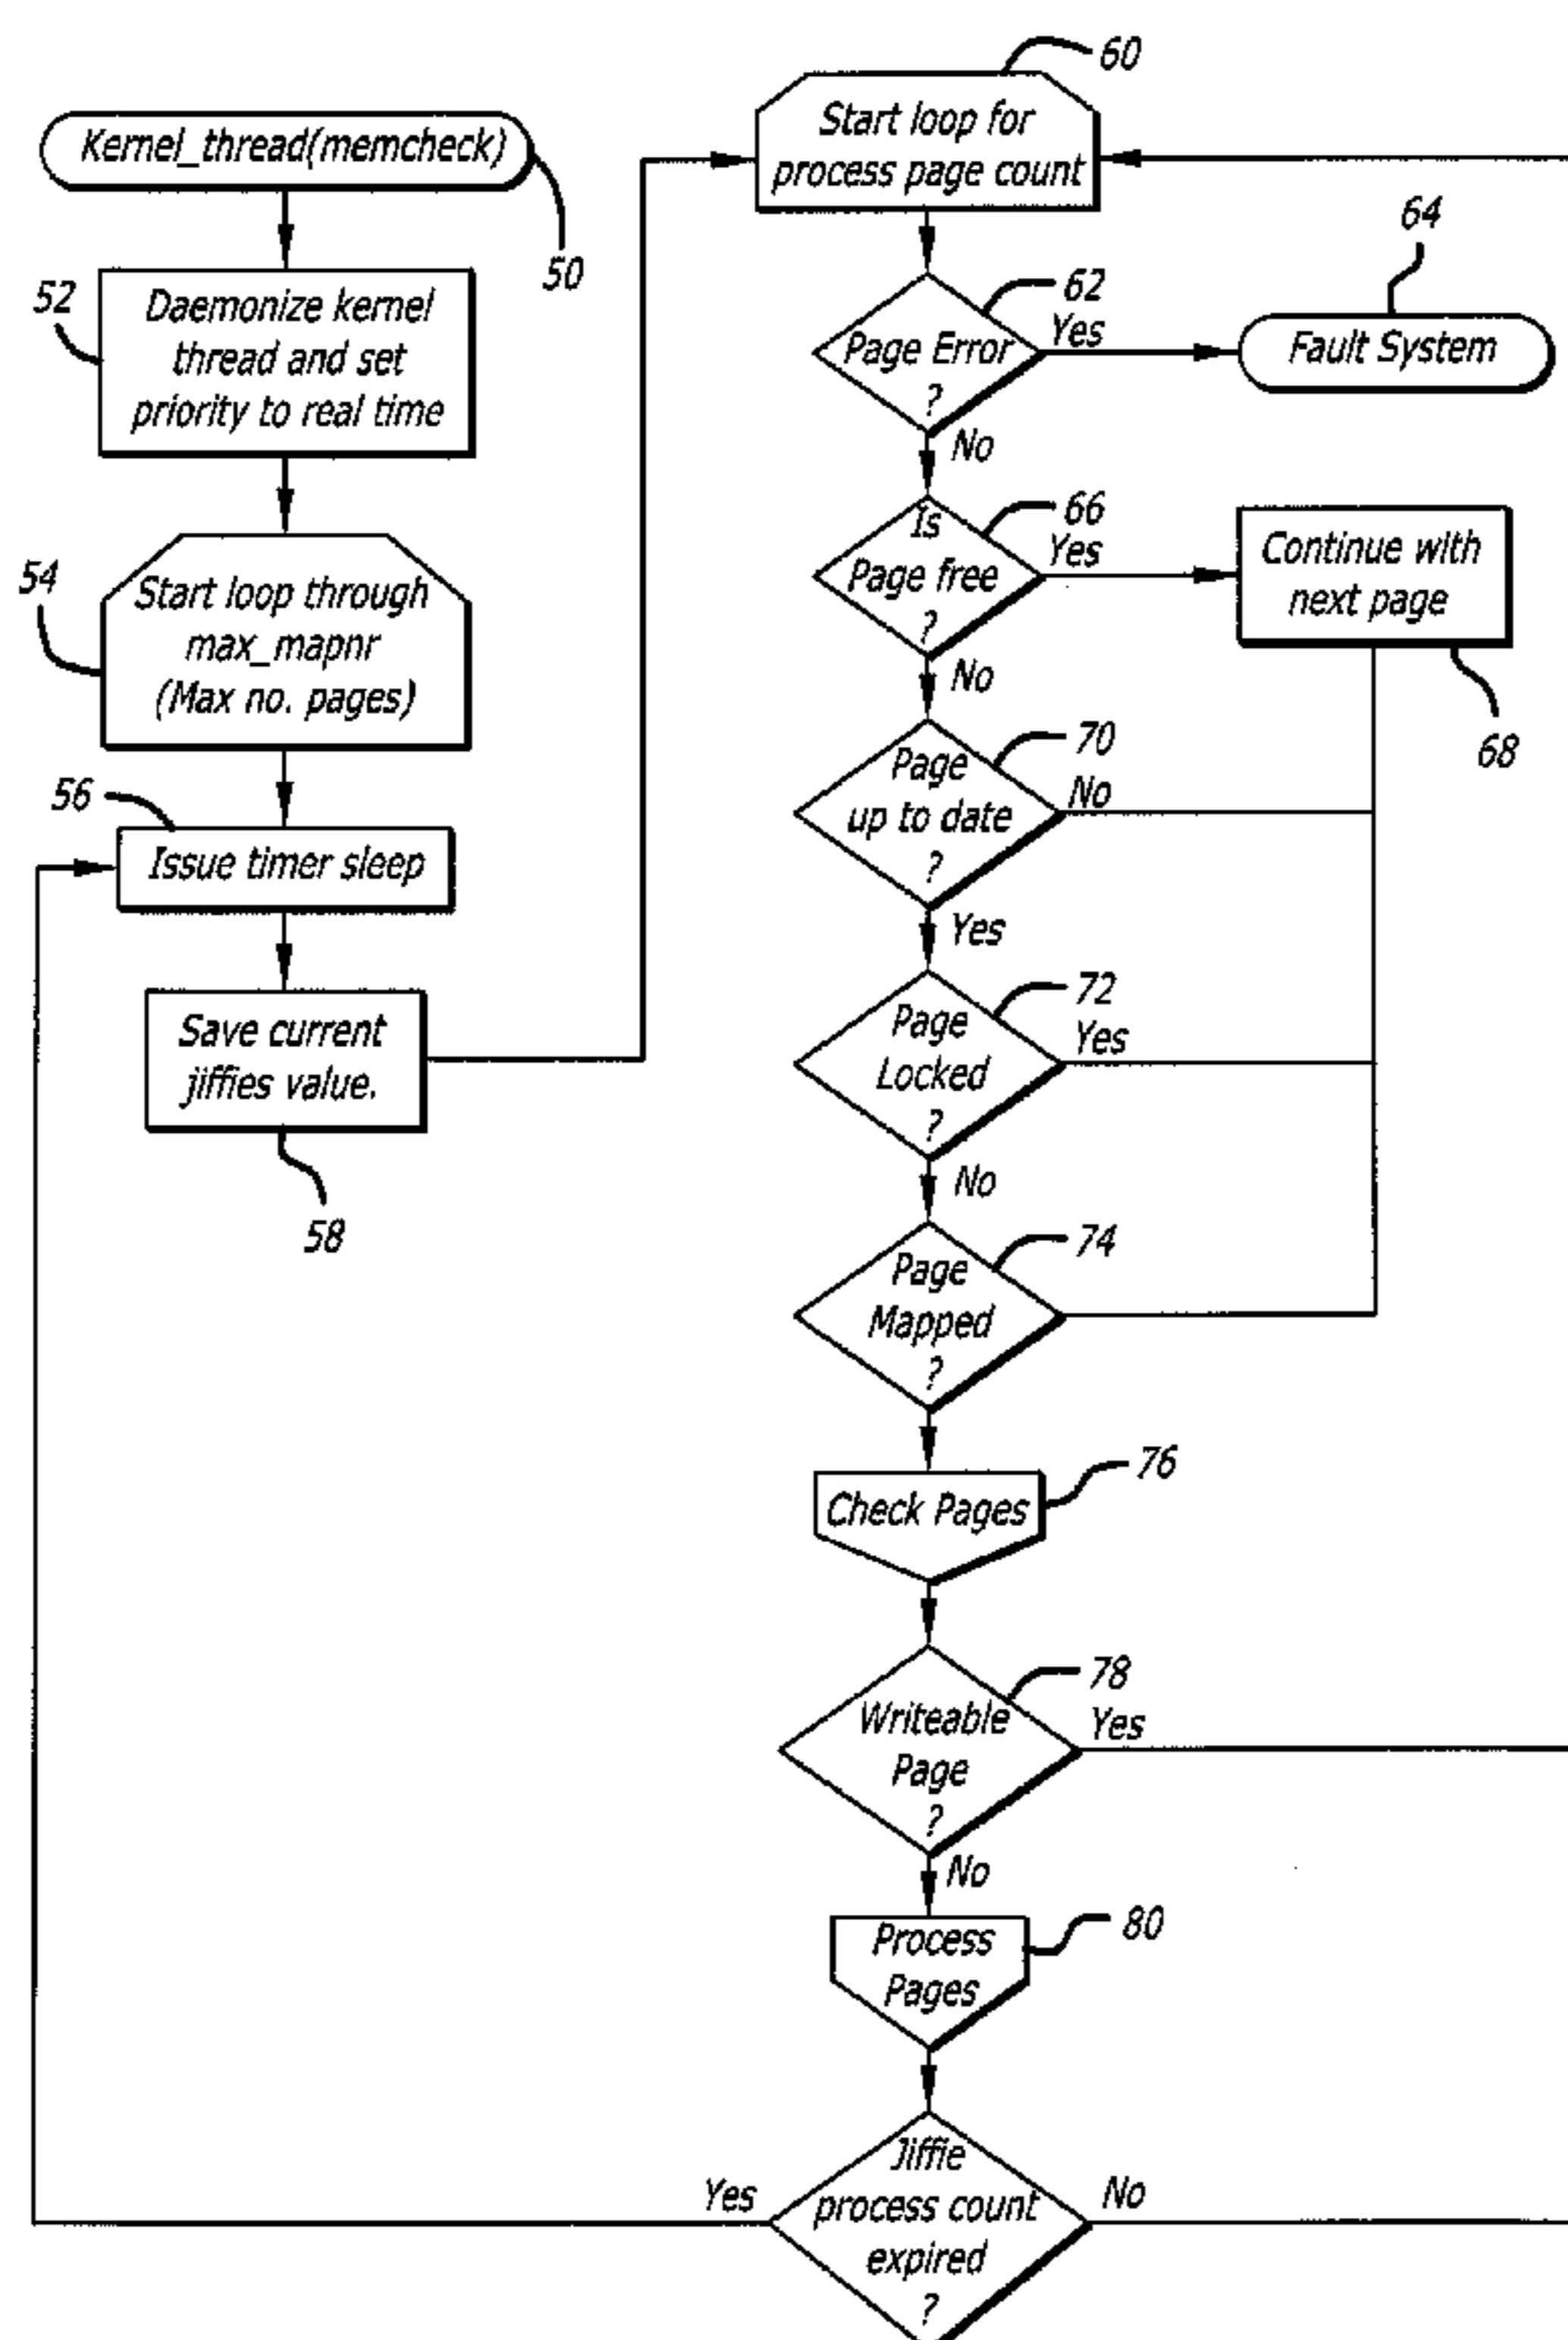 Kernel_thread(memcheck)
50
52
Daemonize kernel
thread and set
priority to real time
54
Start loop through
max_mapnr
(Max no. pages)
56
Issue timer sleep
Save current
jiffies value.
58
60
Start loop for
process page count
62
Page Error
?
Yes
No
64
Fault System
66
Is
Page free
?
Yes
No
Continue with
next page
68
70
Page
up to date
?
No
Yes
72
Page
Locked
?
Yes
No
74
Page
Mapped
?
76
Check Pages
78
Writeable
Page
?
Yes
No
80
Process
Pages
Jiffie
process count
expired
?
Yes
No